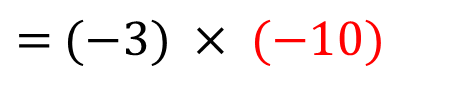 = (−3) × (−10)